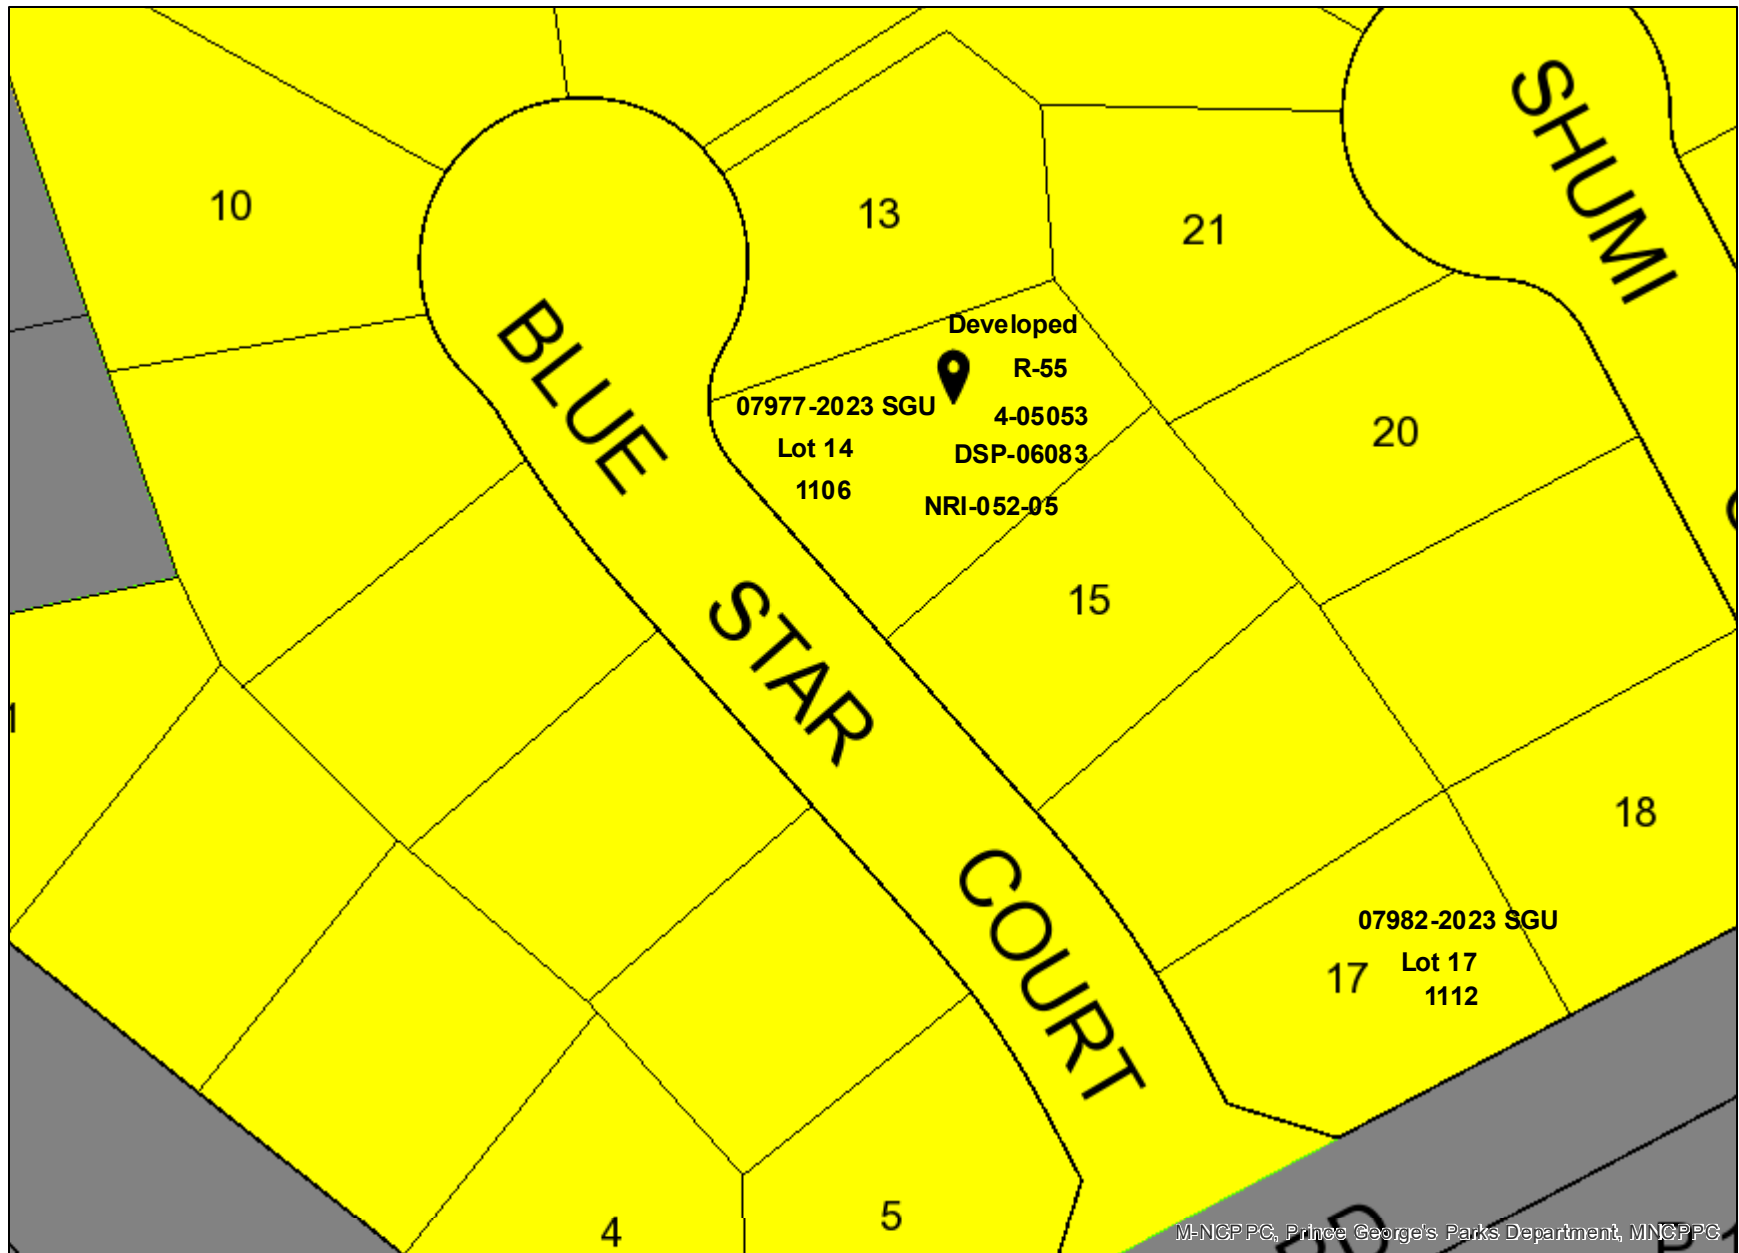 SHUMI
10
13
21
BLUE
Developed
R-55
07977-2023 SGU
4-05053
Lot 14
DSP-06083
1106
NRI-052-05
20
15
STAR
1
18
COURT
07982-2023 SGU
Lot 17
17
1112
4
5
RD
M-NCPPC, Prince George's Parks Department, MNCPPC